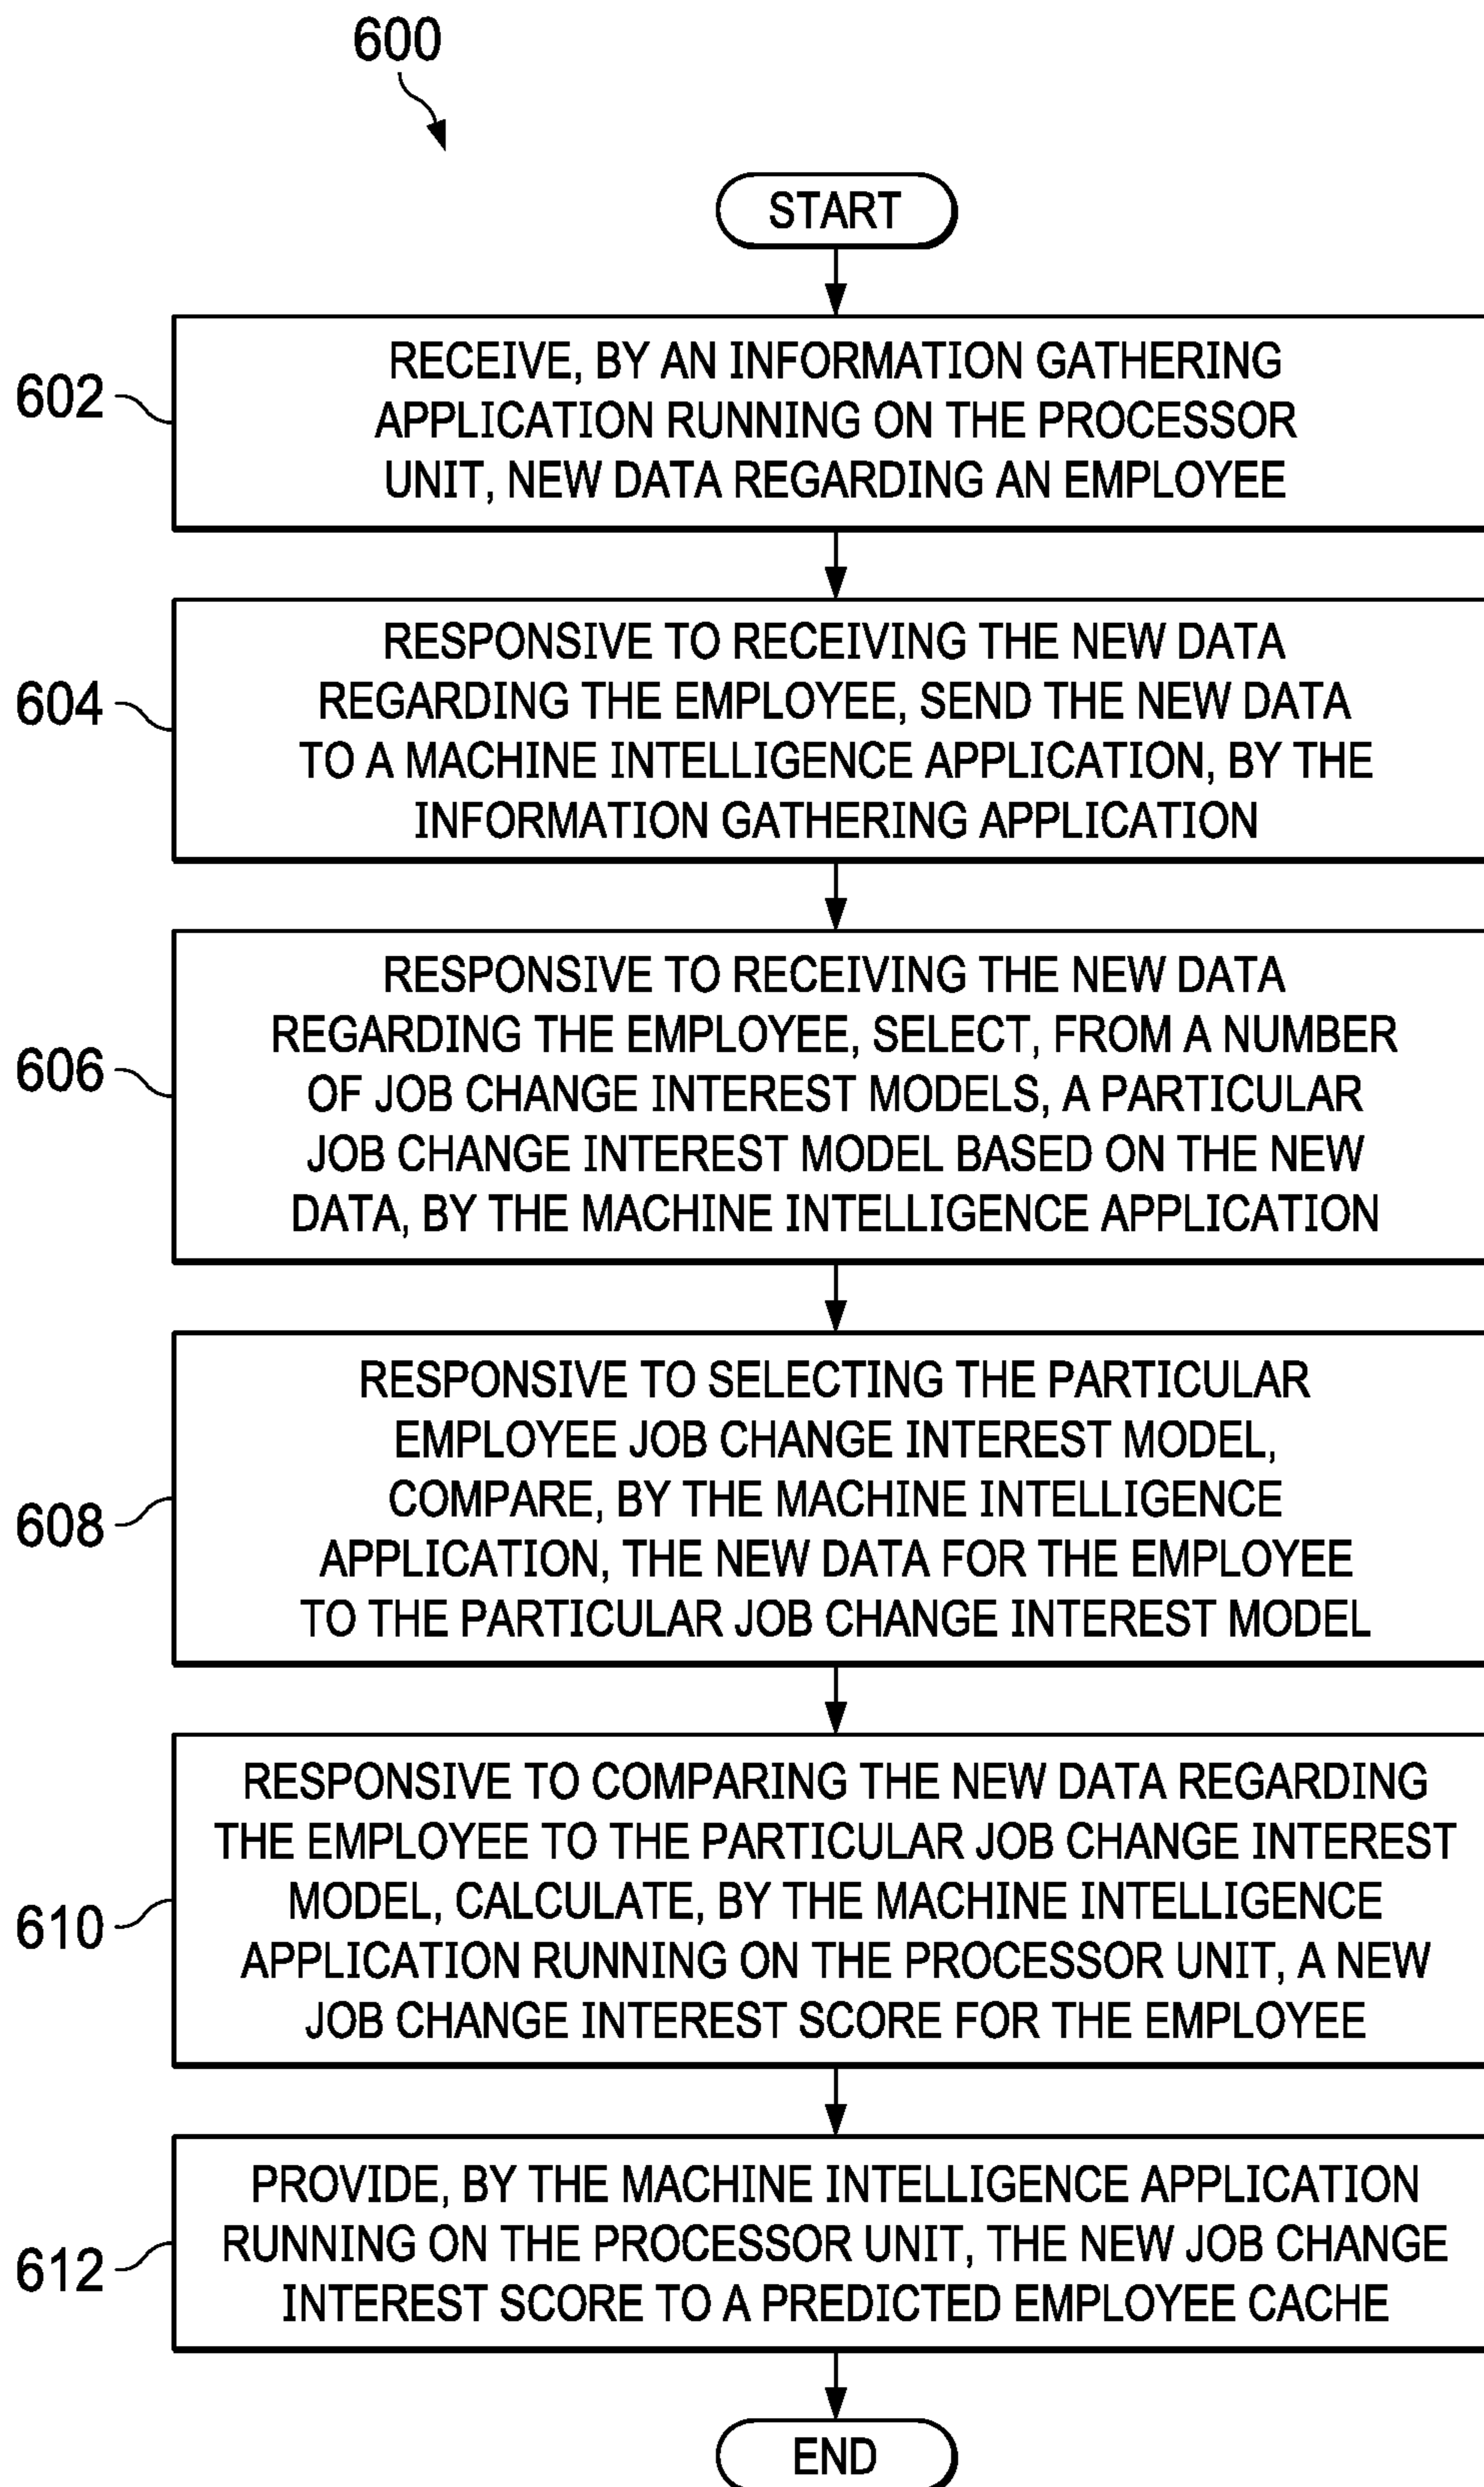 600
START
602
RECEIVE, BY AN INFORMATION GATHERING
APPLICATION RUNNING ON THE PROCESSOR
UNIT, NEW DATA REGARDING AN EMPLOYEE
604
RESPONSIVE TO RECEIVING THE NEW DATA
REGARDING THE EMPLOYEE, SEND THE NEW DATA
TO A MACHINE INTELLIGENCE APPLICATION, BY THE
INFORMATION GATHERING APPLICATION
606
RESPONSIVE TO RECEIVING THE NEW DATA
REGARDING THE EMPLOYEE, SELECT, FROM A NUMBER
OF JOB CHANGE INTEREST MODELS, A PARTICULAR
JOB CHANGE INTEREST MODEL BASED ON THE NEW
DATA, BY THE MACHINE INTELLIGENCE APPLICATION
608
RESPONSIVE TO SELECTING THE PARTICULAR
EMPLOYEE JOB CHANGE INTEREST MODEL,
COMPARE, BY THE MACHINE INTELLIGENCE
APPLICATION, THE NEW DATA FOR THE EMPLOYEE
TO THE PARTICULAR JOB CHANGE INTEREST MODEL
610
RESPONSIVE TO COMPARING THE NEW DATA REGARDING
THE EMPLOYEE TO THE PARTICULAR JOB CHANGE INTEREST
MODEL, CALCULATE, BY THE MACHINE INTELLIGENCE
APPLICATION RUNNING ON THE PROCESSOR UNIT, A NEW
JOB CHANGE INTEREST SCORE FOR THE EMPLOYEE
612
PROVIDE, BY THE MACHINE INTELLIGENCE APPLICATION
RUNNING ON THE PROCESSOR UNIT, THE NEW JOB CHANGE
INTEREST SCORE TO A PREDICTED EMPLOYEE CACHE
END